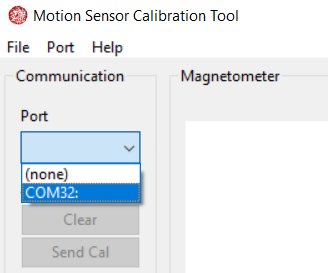 Motion Sensor Calibration Tool
File Port Help
Communication
Magnetometer
Port
(none)
COM32:
Clear
Send Cal